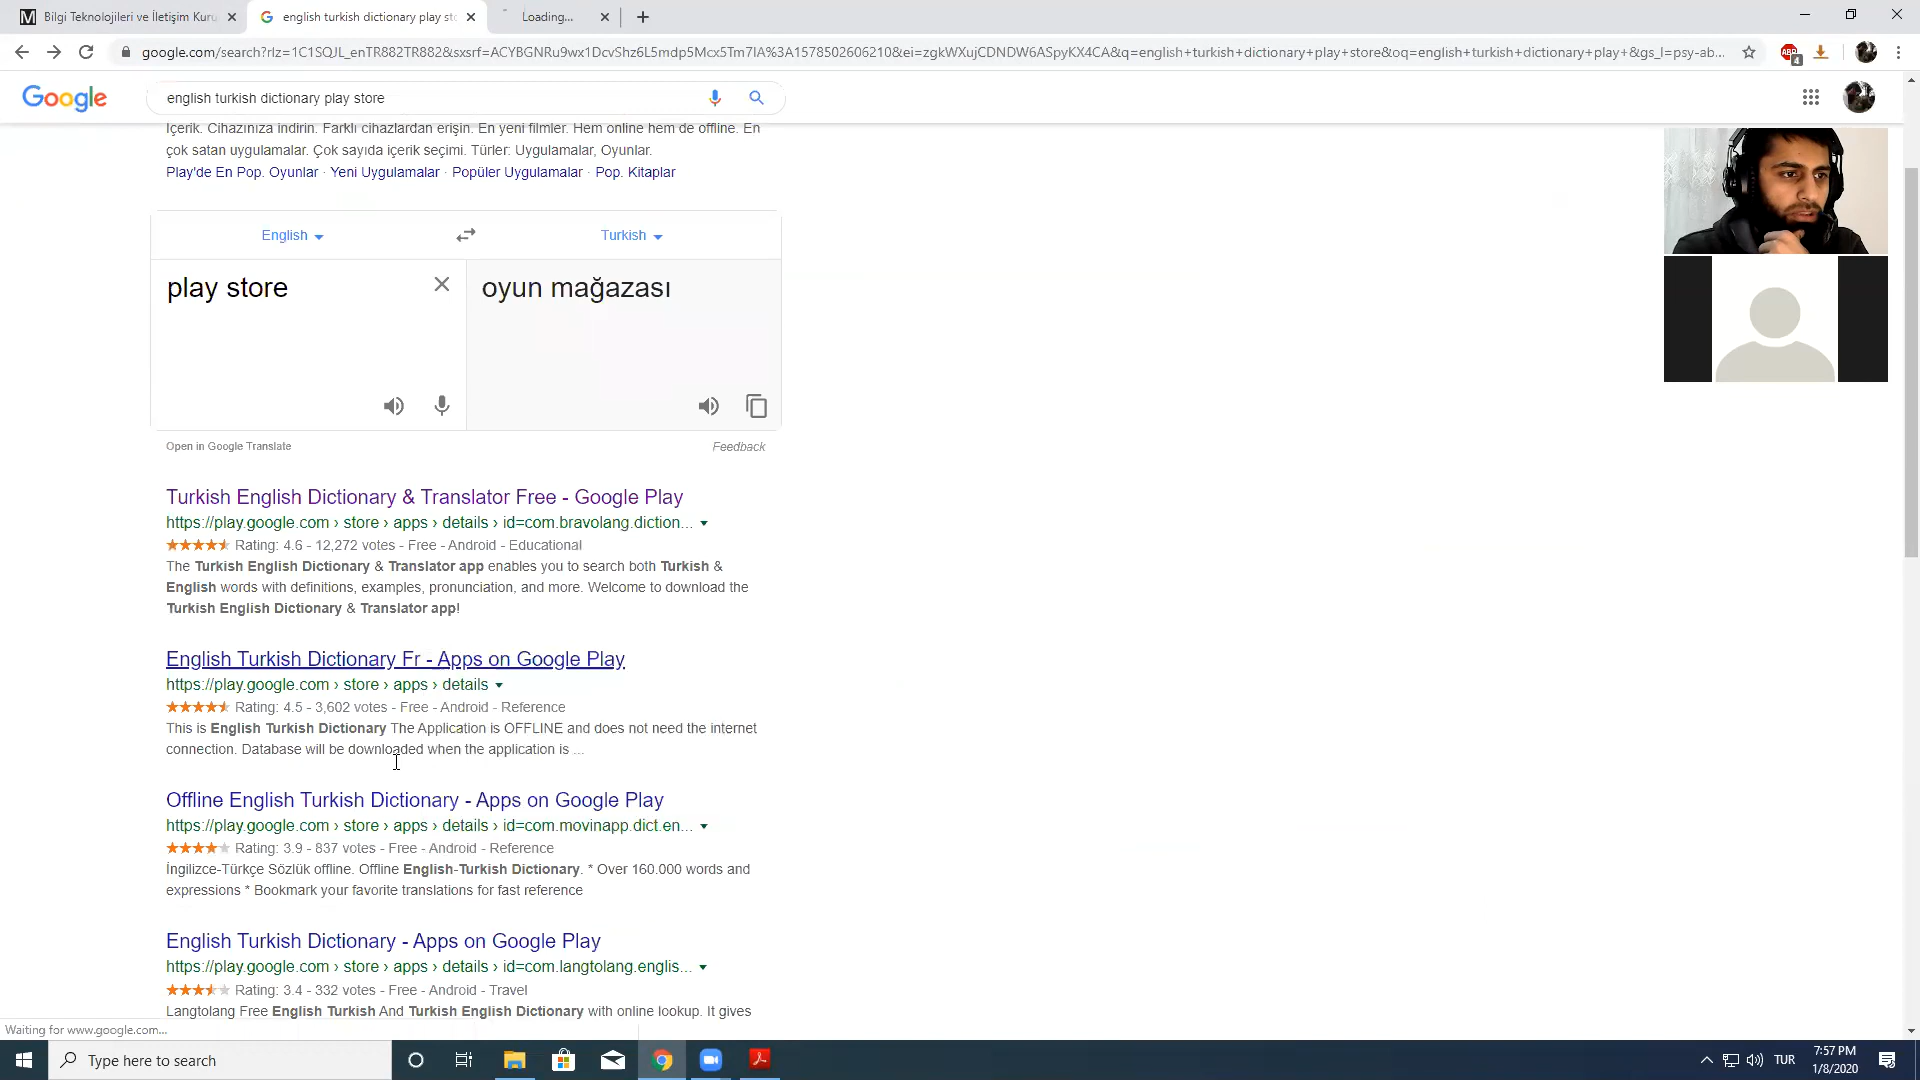 Bilgi Teknolojileri ve İletişim Kuru
english turkish dictionary play sto
Loading...
google.com/search?rlz=1C1SQJL_enTR882TR882&sxsrf=ACYBGNRu9wx1DcvShz6L5mdp5Mcx5Tm7IA%3A1578502606210&ei=zgkWXujCDNDW6ASpyKX4CA&q=english+turkish+dictionary+play+store&oq=english+turkish+dictionary+play+&gs_l=psy-ab...
ABP
4
Google
english turkish dictionary play store
İçerik. Cihazınıza indirin. Farklı cihazlardan erişin. En yeni filmler. Hem online hem de offline. En
çok satan uygulamalar. Çok sayıda içerik seçimi. Türler: Uygulamalar, Oyunlar.
Play'de En Pop. Oyunlar · Yeni Uygulamalar · Popüler Uygulamalar · Pop. Kitaplar
English
Turkish
play store
oyun mağazası
Open in Google Translate
Feedback
Turkish English Dictionary & Translator Free - Google Play
https://play.google.com › store › apps › details › id=com.bravolang.diction...
Rating: 4.6 - 12,272 votes - Free - Android - Educational
The Turkish English Dictionary & Translator app enables you to search both Turkish &
English words with definitions, examples, pronunciation, and more. Welcome to download the
Turkish English Dictionary & Translator app!
English Turkish Dictionary Fr - Apps on Google Play
https://play.google.com › store › apps › details
Rating: 4.5 - 3,602 votes - Free - Android - Reference
This is English Turkish Dictionary The Application is OFFLINE and does not need the internet
connection. Database will be downloaded when the application is ...
Offline English Turkish Dictionary - Apps on Google Play
https://play.google.com › store › apps › details › id=com.movinapp.dict.en...
Rating: 3.9 - 837 votes - Free - Android - Reference
İngilizce-Türkçe Sözlük offline. Offline English-Turkish Dictionary. * Over 160.000 words and
expressions * Bookmark your favorite translations for fast reference
English Turkish Dictionary - Apps on Google Play
https://play.google.com › store › apps › details › id=com.langtolang.englis...
Rating: 3.4 - 332 votes - Free - Android - Travel
Langtolang Free English Turkish And Turkish English Dictionary with online lookup. It gives
Waiting for www.google.com...
Type here to search
TUR
7:57 PM
1/8/2020